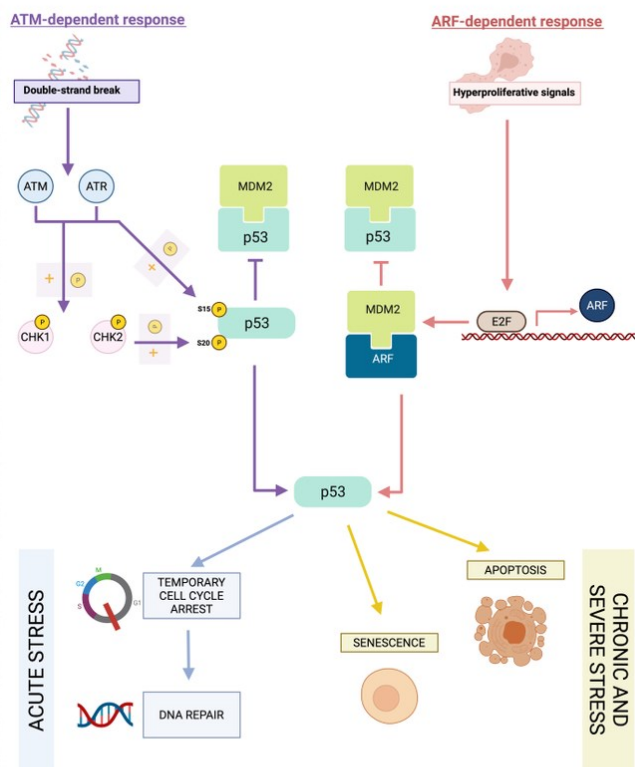 ATM-dependent response
ARF-dependent response
Double-strand break
Hyperproliferative signals
ATM
ATR
MDM2
p53
MDM2
p53
+
P
+
P
S15
P
p53
S20
P
P
CHK1
P
CHK2
P
+
MDM2
ARF
E2F
ARF
p53
ACUTE STRESS
M
G2
S
G1
TEMPORARY
CELL CYCLE
ARREST
DNA REPAIR
SENESCENCE
APOPTOSIS
CHRONIC AND
SEVERE STRESS